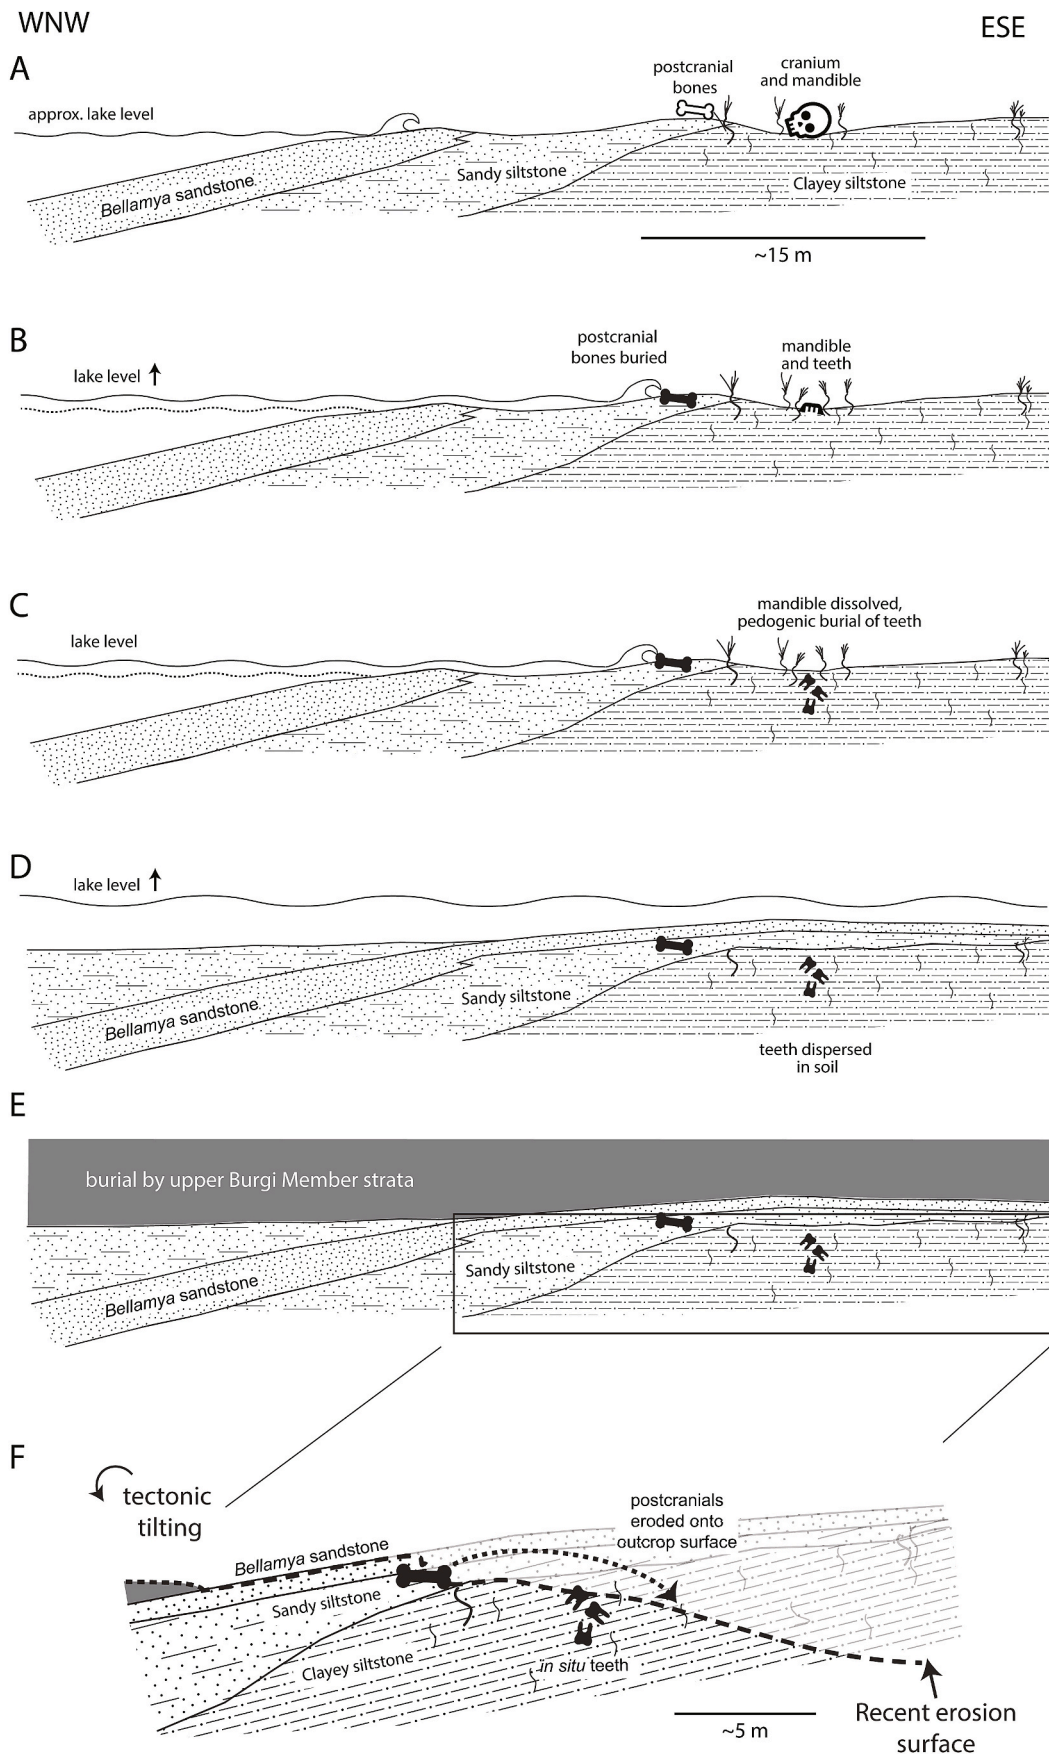 WNW
ESE
A
approx. lake level
postcranial
bones
cranium
and mandible
Bellamya sandstone
Sandy siltstone
Clayey siltstone
~15 m
B
lake level
postcranial
bones buried
mandible
and teeth
C
lake level
mandible dissolved,
pedogenic burial of teeth
D
lake level
Bellamya sandstone
Sandy siltstone
teeth dispersed
in soil
E
burial by upper Burgi Member strata
Bellamya sandstone
Sandy siltstone
F
tectonic
tilting
postcranials
eroded onto
outcrop surface
Bellamya sandstone
Sandy siltstone
Clayey siltstone
in situ teeth
~5 m
Recent erosion
surface